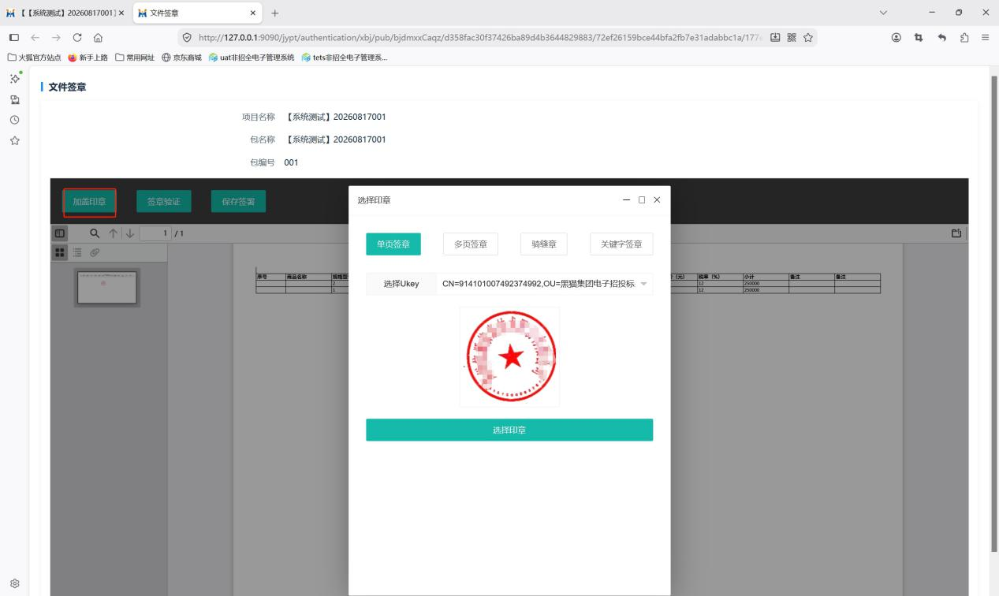 【【系统测试】20260817001】
文件签章
http://127.0.0.1:9090/jypt/authentication/xbj/pub/bjdmxxCaqz/d358fac30f37426ba89d4b3644829883/72ef26159bce44bfa2fb7e31adabbc1a/177
火狐官方站点 新手上路 常用网址 京东商城 uat非招全电子管理系统 tets非招全电子管理系...
文件签章
项目名称 【系统测试】20260817001
包名称 【系统测试】20260817001
包编号 001
加盖印章 签章验证 保存签署
1 / 1
序号 商品名称 规格型 (元) 税率 (%) 小计 备注 备注
2 12 250000
1 12 250000
选择印章
单页签章 多页签章 骑缝章 关键字签章
选择Ukey CN=914101007492374992,OU=黑猫集团电子招投标
选择印章